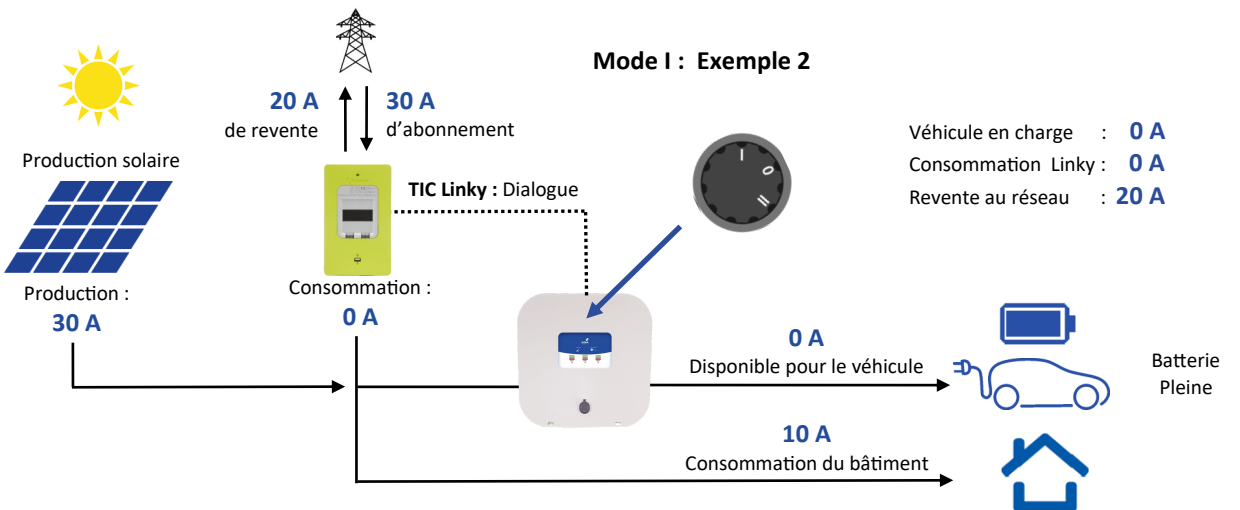 Mode I : Exemple 2
20 A
de revente
30 A
d'abonnement
Production solaire
TIC Linky : Dialogue
I
0
II
Véhicule en charge : 0 A
Consommation Linky : 0 A
Revente au réseau : 20 A
Production :
30 A
Consommation :
0 A
0 A
Disponible pour le véhicule
Batterie
Pleine
10 A
Consommation du bâtiment